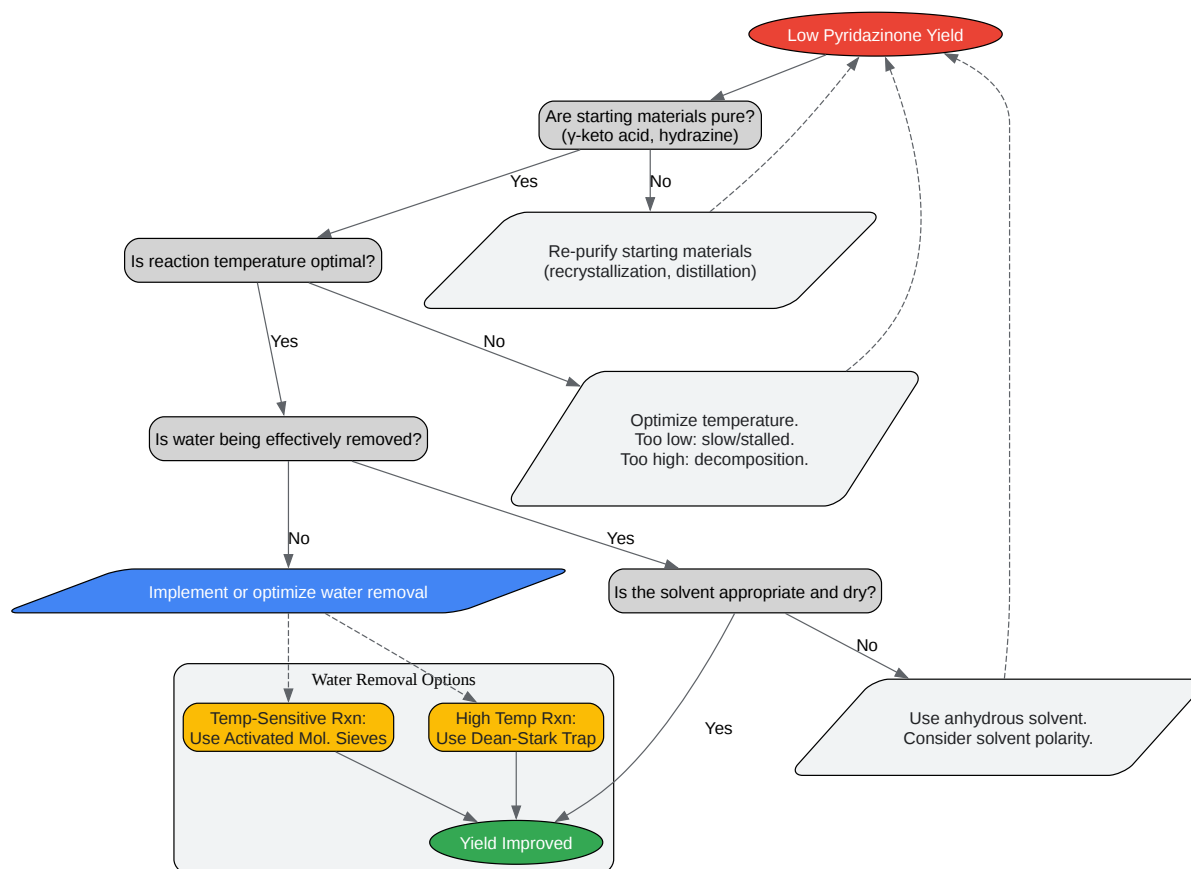 Low Pyridazinone Yield
Are starting materials pure?
(γ-keto acid, hydrazine)
Yes
No
Re-purify starting materials
(recrystallization, distillation)
Is reaction temperature optimal?
Yes
No
Optimize temperature.
Too low: slow/stalled.
Too high: decomposition.
Is water being effectively removed?
No
Yes
Implement or optimize water removal
Is the solvent appropriate and dry?
No
Yes
Water Removal Options
Temp-Sensitive Rxn:
Use Activated Mol. Sieves
High Temp Rxn:
Use Dean-Stark Trap
Use anhydrous solvent.
Consider solvent polarity.
Yield Improved